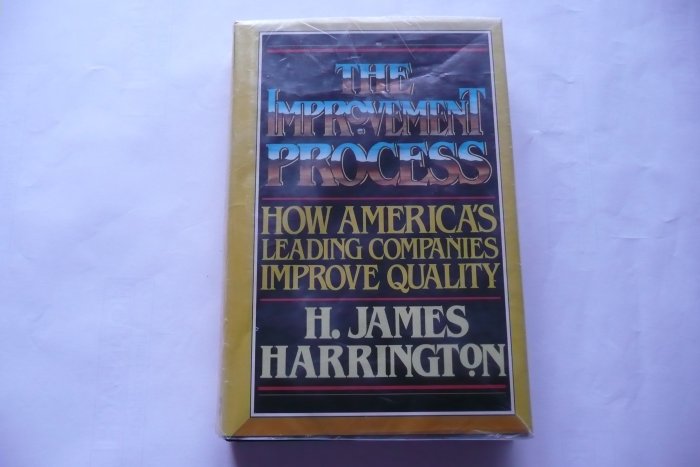 THE
IMPROVEMENT
PROCESS
HOW AMERICA'S
LEADING COMPANIES
IMPROVE QUALITY
H. JAMES
HARRINGTON